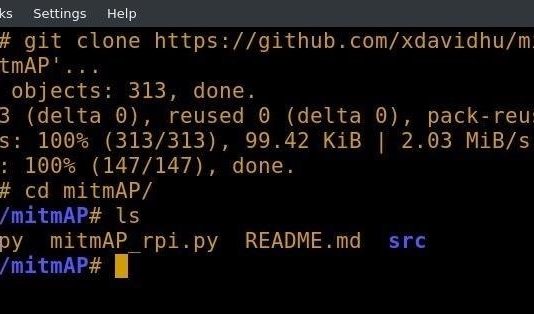 ks Settings Help
# git clone https://github.com/xdavidhu/mi
tmAP'...
objects: 313, done.
3 (delta 0), reused 0 (delta 0), pack-reus
s: 100% (313/313), 99.42 KiB | 2.03 MiB/s
: 100% (147/147), done.
# cd mitmAP/
/mitmAP# ls
py mitmAP_rpi.py README.md src
/mitmAP#